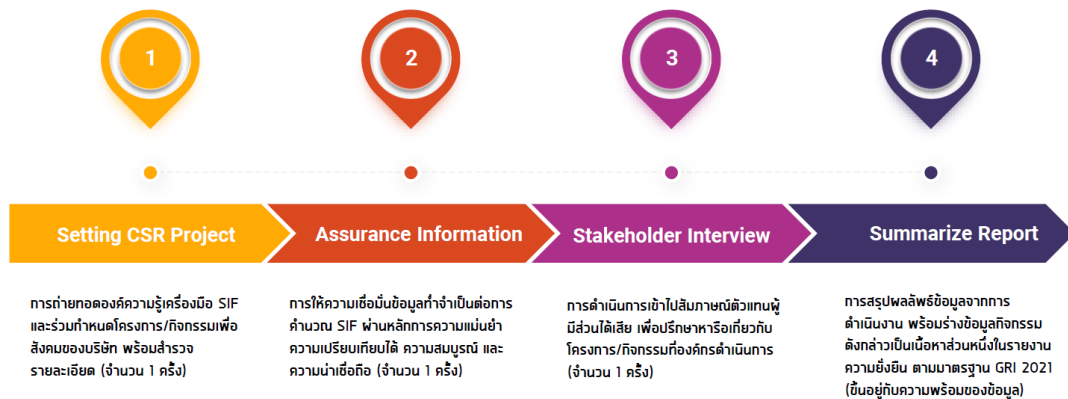 1
2
3
4
Setting CSR Project
Assurance Information
Stakeholder Interview
Summarize Report
การถ่ายทอดองค์ความรู้เครื่องมือ SIF
และร่วมกำหนดโครงการ/กิจกรรมเพื่อ
สังคมของบริษัท พร้อมสำรวจ
รายละเอียด (จำนวน 1 ครั้ง)
การให้ความเชื่อมั่นข้อมูลที่จำเป็นต่อการ
คำนวณ SIF ผ่านหลักการความแม่นยำ
ความเปรียบเทียบได้ ความสมบูรณ์ และ
ความน่าเชื่อถือ (จำนวน 1 ครั้ง)
การดำเนินการเข้าไปสัมภาษณ์ตัวแทนผู้
มีส่วนได้เสีย เพื่อปรึกษาหารือเกี่ยวกับ
โครงการ/กิจกรรมที่องค์กรดำเนินการ
(จำนวน 1 ครั้ง)
การสรุปผลลัพธ์ข้อมูลจากการ
ดำเนินงาน พร้อมร่างข้อมูลกิจกรรม
ดังกล่าวเป็นเนื้อหาส่วนหนึ่งในรายงาน
ความยั่งยืน ตามมาตรฐาน GRI 2021
(ขึ้นอยู่กับความพร้อมของข้อมูล)